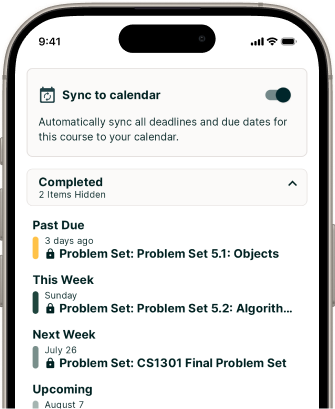 9:41
Sync to calendar
Automatically sync all deadlines and due dates for
this course to your calendar.
Completed
2 Items Hidden
Past Due
3 days ago
Problem Set: Problem Set 5.1: Objects
This Week
Sunday
Problem Set: Problem Set 5.2: Algorith...
Next Week
July 26
Problem Set: CS1301 Final Problem Set
Upcoming
August 7